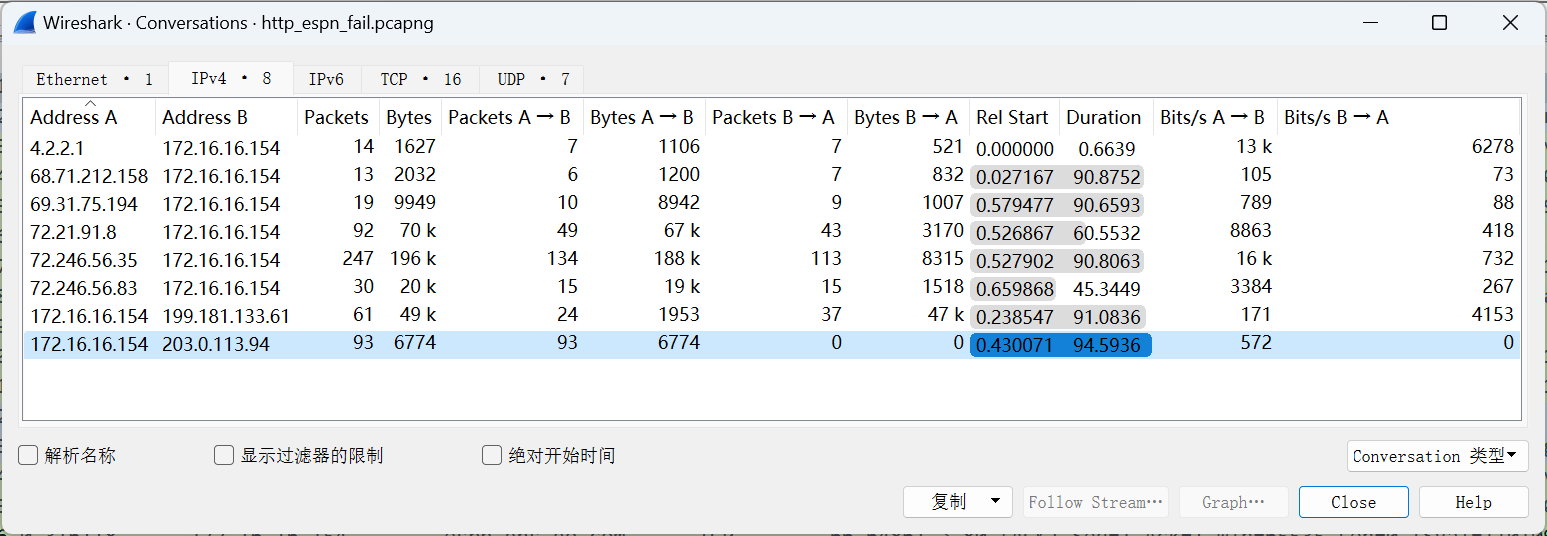 Wireshark · Conversations · http_espn_fail.pcapng
Ethernet · 1 IPv4 · 8 IPv6 TCP · 16 UDP · 7
Address A Address B Packets Bytes Packets A → B Bytes A → B Packets B → A Bytes B → A Rel Start Duration Bits/s A → B Bits/s B → A
4.2.2.1 172.16.16.154 14 1627 7 1106 7 521 0.000000 0.6639 13 k 6278
68.71.212.158 172.16.16.154 13 2032 6 1200 7 832 0.027167 90.8752 105 73
69.31.75.194 172.16.16.154 19 9949 10 8942 9 1007 0.579477 90.6593 789 88
72.21.91.8 172.16.16.154 92 70 k 49 67 k 43 3170 0.526867 60.5532 8863 418
72.246.56.35 172.16.16.154 247 196 k 134 188 k 113 8315 0.527902 90.8063 16 k 732
72.246.56.83 172.16.16.154 30 20 k 15 19 k 15 1518 0.659868 45.3449 3384 267
172.16.16.154 199.181.133.61 61 49 k 24 1953 37 47 k 0.238547 91.0836 171 4153
172.16.16.154 203.0.113.94 93 6774 93 6774 0 0 0.430071 94.5936 572 0
解析名称 显示过滤器的限制 绝对开始时间 Conversation 类型
复制 Follow Stream… Graph… Close Help